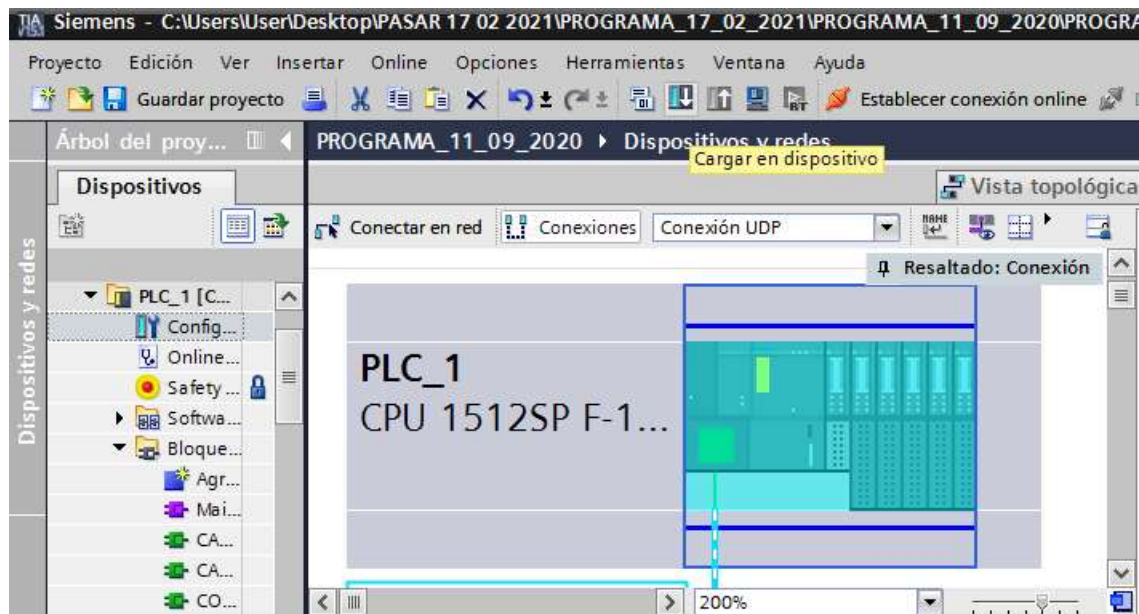 Siemens - C:\Users\User\Desktop\PASAR 17 02 2021\PROGRAMA_17_02_2021\PROGRAMA_11_09_2020\PROGRA
Proyecto Edición Ver Insertar Online Opciones Herramientas Ventana Ayuda
Guardar proyecto Establecer conexión online
Árbol del proy...
PROGRAMA_11_09_2020 Dispositivos y redes
Cargar en dispositivo
Dispositivos
Vista topológica
Conectar en red Conexiones Conexión UDP
Resaltado: Conexión
Dispositivos y redes
PLC_1 [C...
Config...
Online...
Safety ...
Softwa...
Bloque...
Agr...
Mai...
CA...
CA...
CO...
PLC_1
CPU 1512SP F-1...
200%